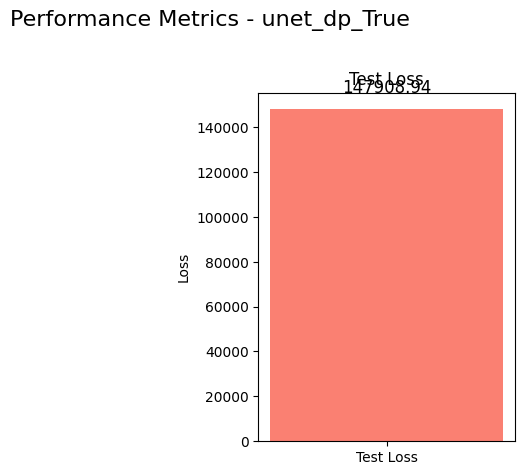 Performance Metrics - unet_dp_True
Test Loss
147908.94
140000
120000
100000
80000
60000
40000
20000
0
Loss
Test Loss